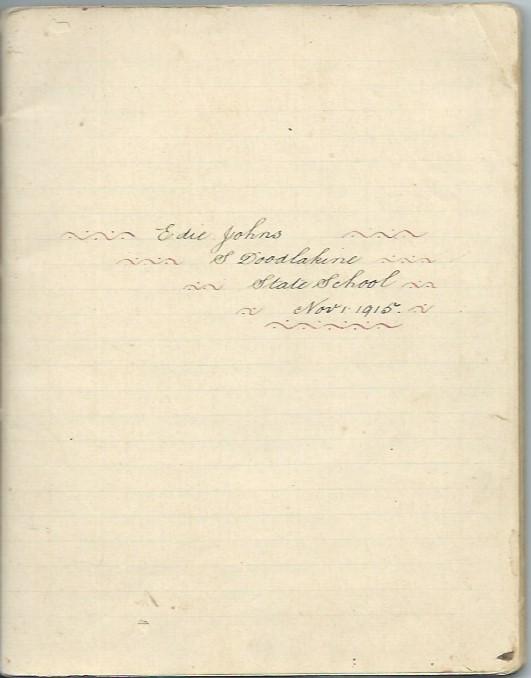 Edie Johns
S Doodlakine
State School
Nov 1. 1915.